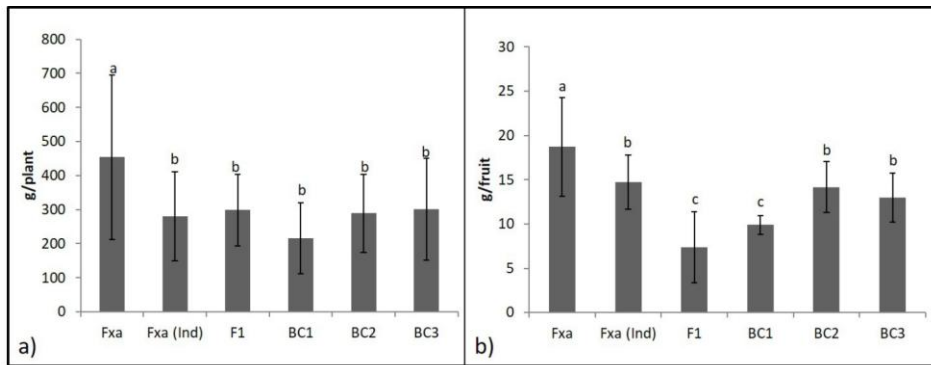 800
700
600
500
400
300
200
100
0
g/plant
a
b
b
b
b
b
Fxa Fxa (Ind) F1 BC1 BC2 BC3
a)
30
25
20
15
10
5
0
g/fruit
a
b
c
c
b
b
Fxa Fxa (Ind) F1 BC1 BC2 BC3
b)